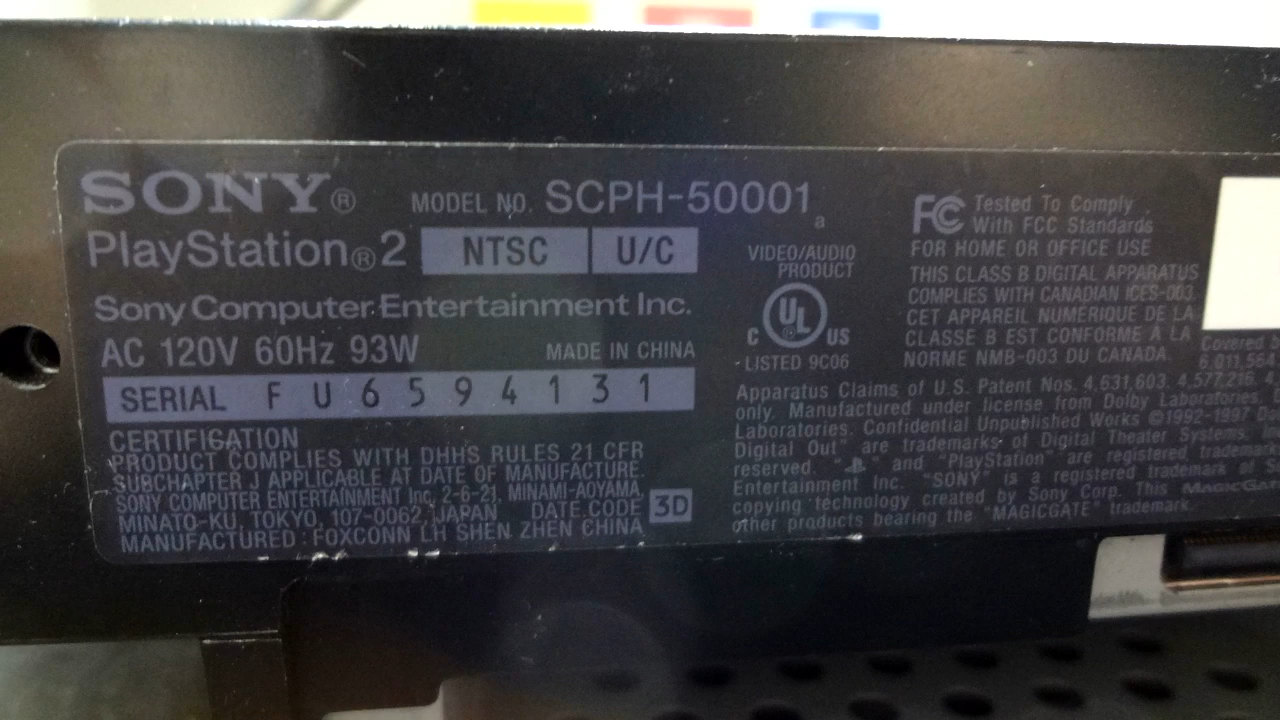 SONY® MODEL NO. SCPH-50001 a
PlayStation®2 NTSC U/C
Sony Computer Entertainment Inc.
AC 120V 60Hz 93W MADE IN CHINA
SERIAL FU6594131
CERTIFICATION
PRODUCT COMPLIES WITH DHHS RULES 21 CFR
SUBCHAPTER J APPLICABLE AT DATE OF MANUFACTURE.
SONY COMPUTER ENTERTAINMENT Inc. 2-6-21, MINAMI-AOYAMA,
MINATO-KU, TOKYO, 107-0062, JAPAN DATE CODE 3D
MANUFACTURED : FOXCONN LH SHEN ZHEN CHINA
VIDEO/AUDIO
PRODUCT
C UL ® US
LISTED 9C06
FC Tested To Comply
With FCC Standards
FOR HOME OR OFFICE USE
THIS CLASS B DIGITAL APPARATUS
COMPLIES WITH CANADIAN ICES-003.
CET APPAREIL NUMÉRIQUE DE LA
CLASSE B EST CONFORME À LA
NORME NMB-003 DU CANADA.
Covered
6,011,564
Apparatus Claims of U.S. Patent Nos. 4,631,603, 4,577,216, 4
only. Manufactured under license from Dolby Laboratories.
Laboratories. Confidential Unpublished Works ©1992-1997
Digital Out" are trademarks of Digital Theater Systems,
reserved. " " and "PlayStation" are registered trademark
Entertainment Inc. "SONY" is a registered trademark of
copying technology created by Sony Corp. This MAGICGATE
other products bearing the "MAGICGATE" trademark.